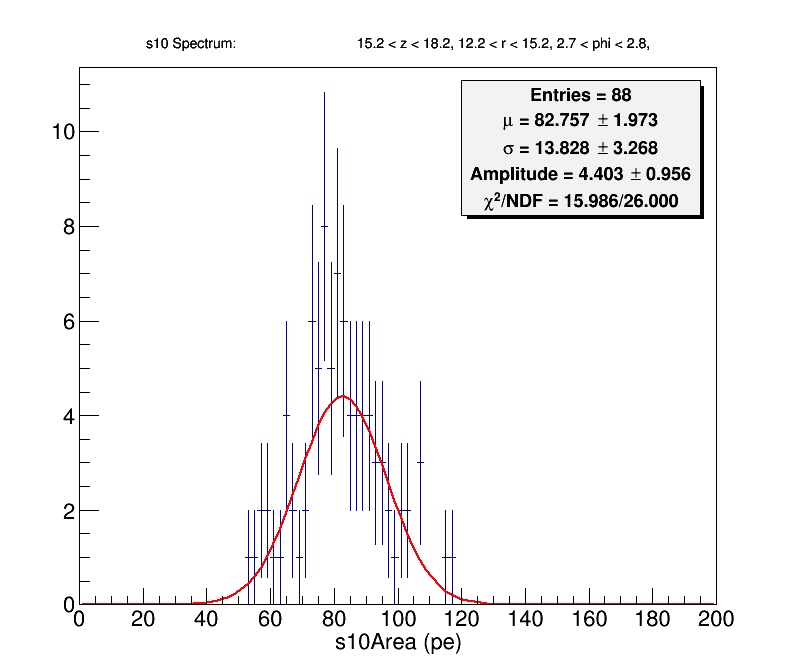 s10 Spectrum: 15.2 < z < 18.2, 12.2 < r < 15.2, 2.7 < phi < 2.8,
Entries = 88
μ = 82.757 ± 1.973
σ = 13.828 ± 3.268
Amplitude = 4.403 ± 0.956
χ²/NDF = 15.986/26.000
10
8
6
4
2
0
0 20 40 60 80 100 120 140 160 180 200
s10Area (pe)